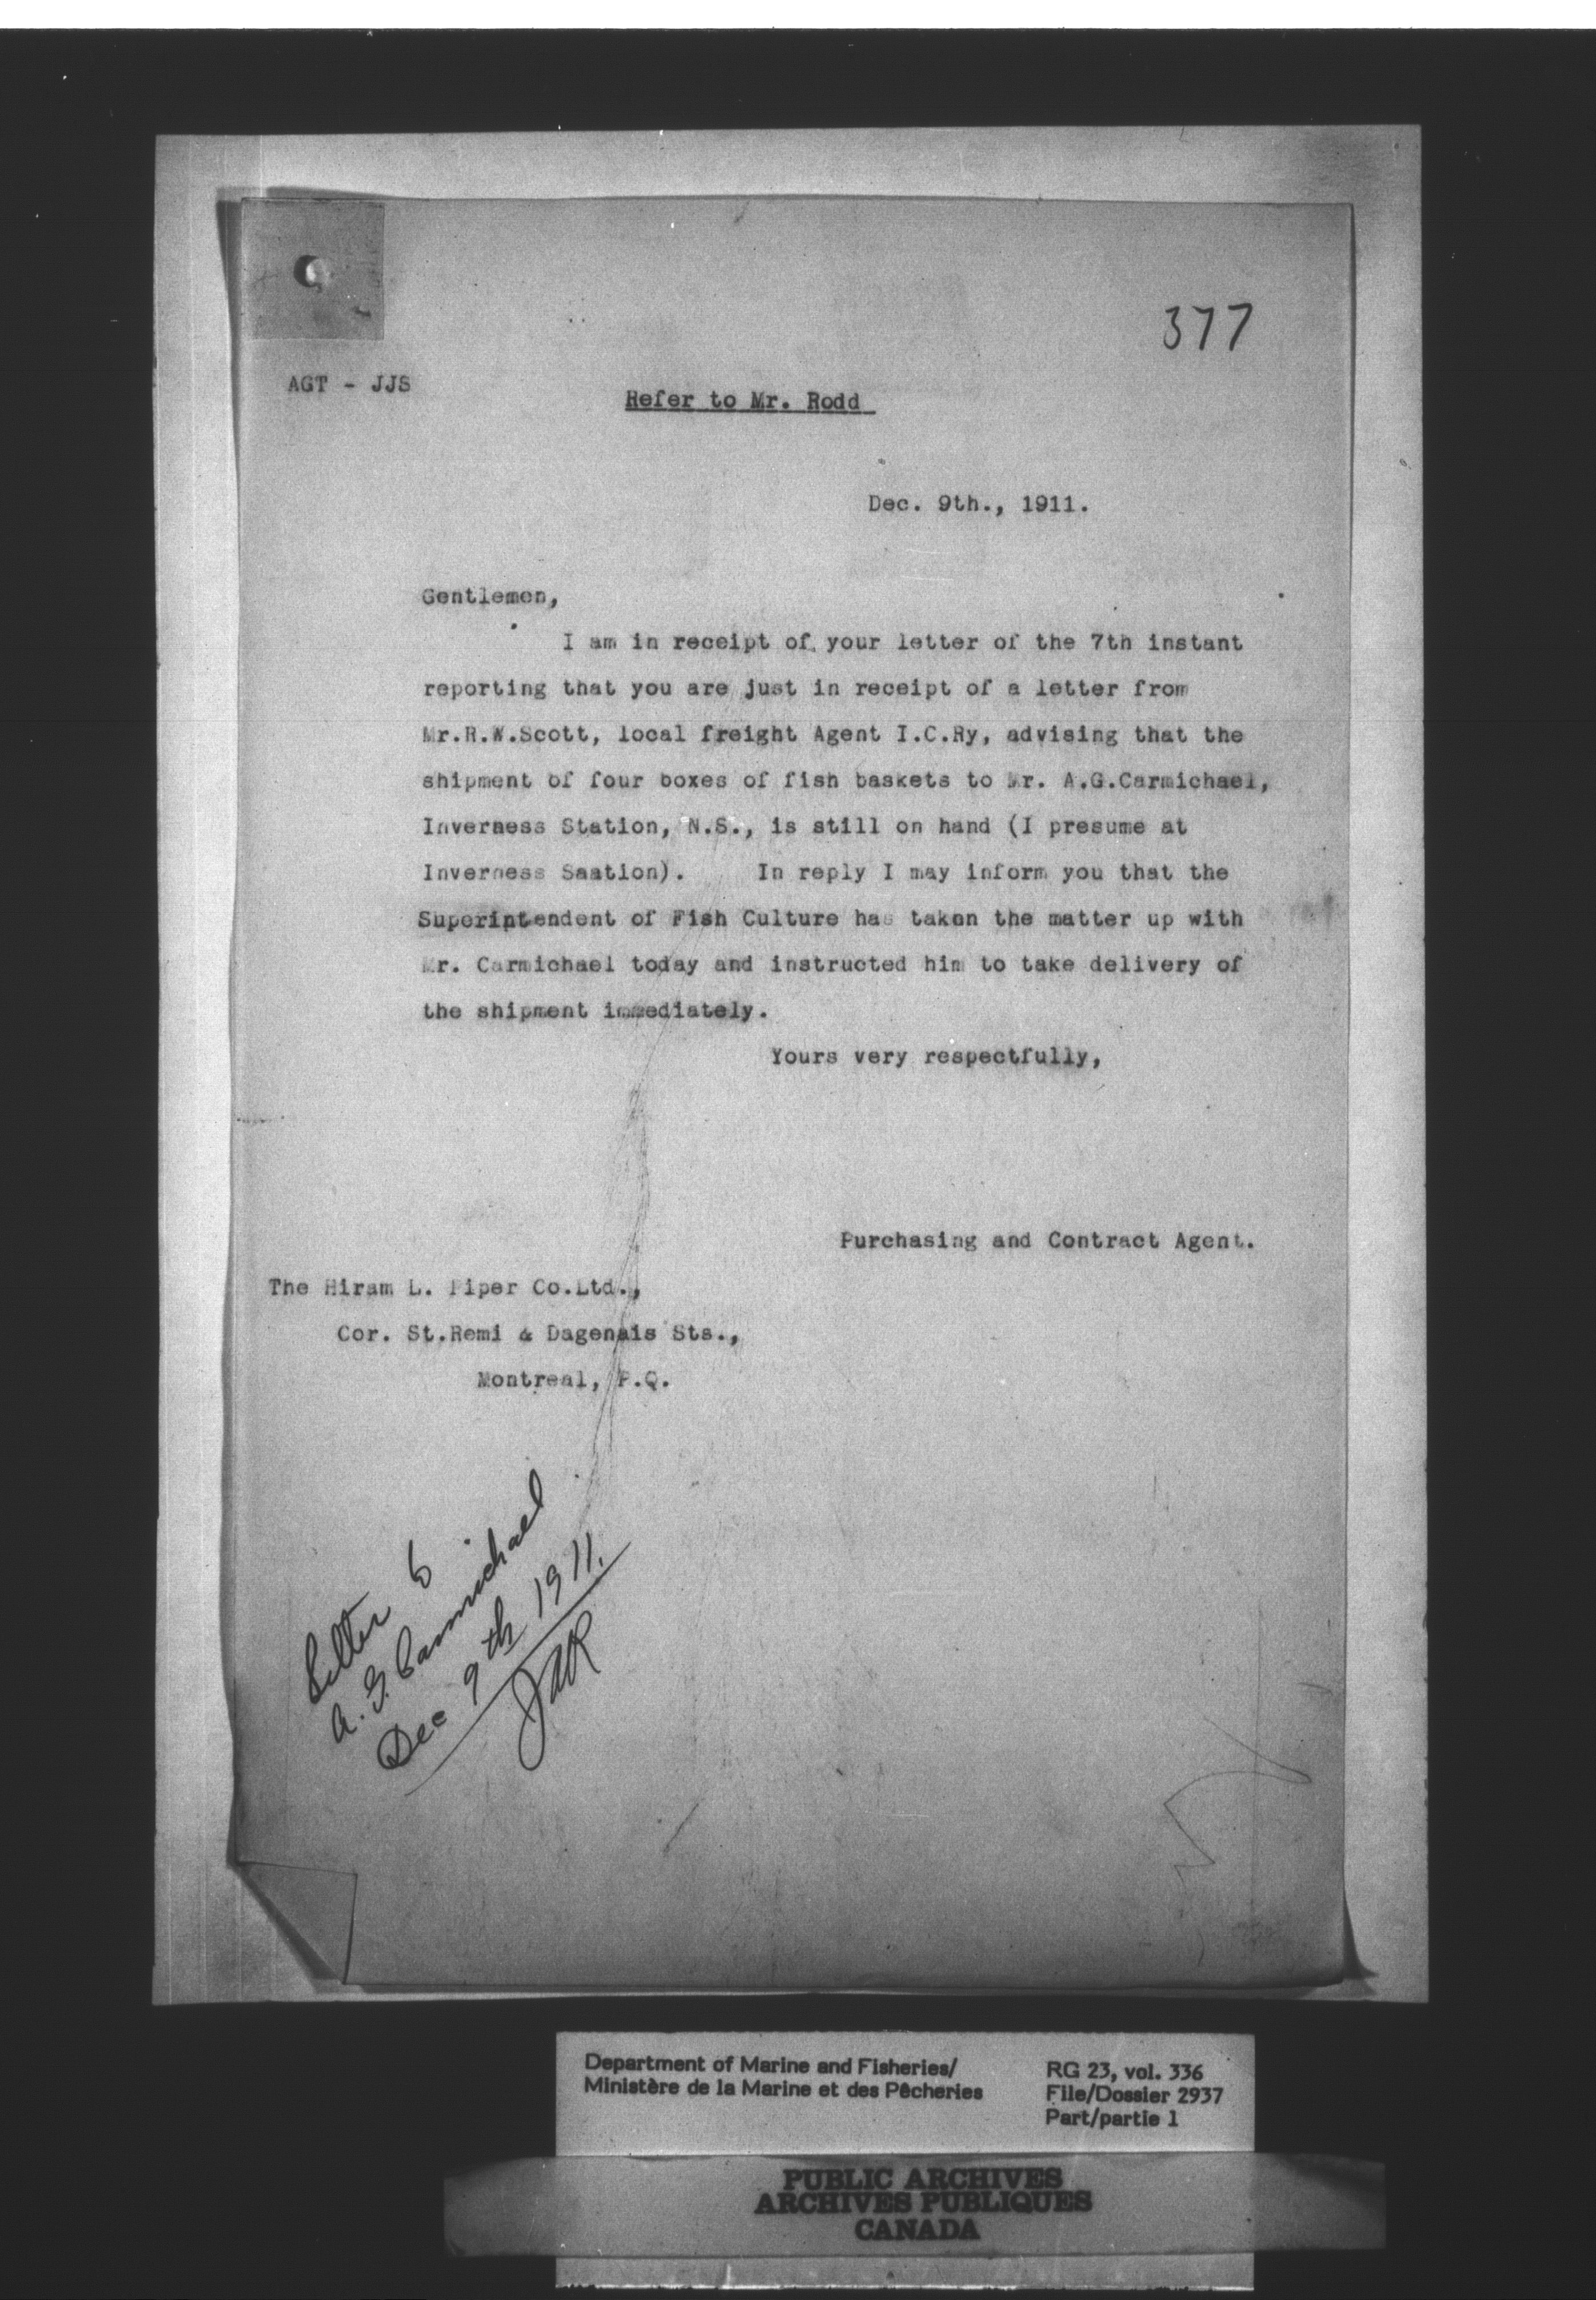 377
AGT - JJS
Refer to Mr. Rodd
Dec. 9th., 1911.
Gentlemen,
I am in receipt of your letter of the 7th instant
reporting that you are just in receipt of a letter from
Mr.R.W.Scott, local freight Agent I.C.Ry, advising that the
shipment of four boxes of fish baskets to Mr. A.G.Carmichael,
Inverness Station, N.S., is still on hand (I presume at
Inverness Saation). In reply I may inform you that the
Superintendent of Fish Culture has taken the matter up with
Mr. Carmichael today and instructed him to take delivery of
the shipment immediately.
Yours very respectfully,
Purchasing and Contract Agent.
The Hiram L. Piper Co.Ltd.,
Cor. St.Remi & Dagenais Sts.,
Montreal, P.Q.
Letter to
A. G. Carmichael
Dec 9th 1911.
JAR
Department of Marine and Fisheries/
Ministère de la Marine et des Pêcheries
RG 23, vol. 336
File/Dossier 2937
Part/partie 1
PUBLIC ARCHIVES
ARCHIVES PUBLIQUES
CANADA